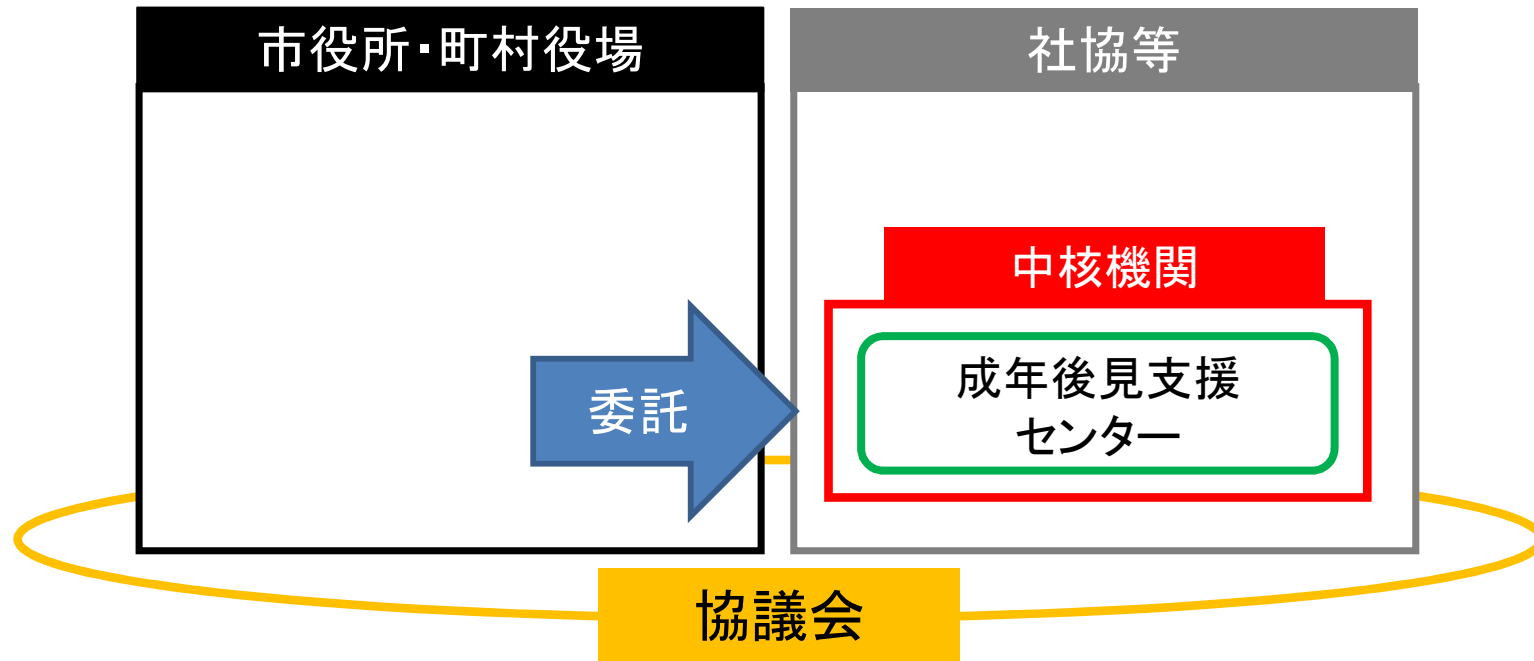 市役所・町村役場
社協等
中核機関
成年後見支援
センター
委託
協議会